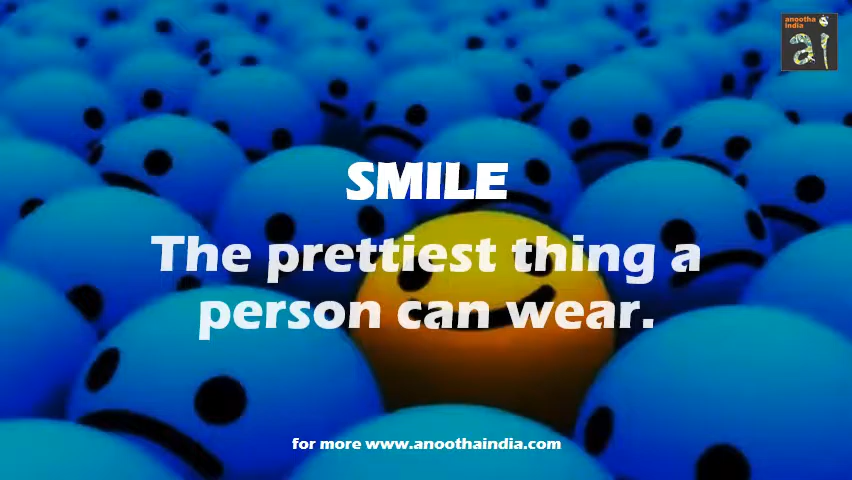 anootha
india
ai
SMILE
The prettiest thing a
person can wear.
for more www.anoothaindia.com